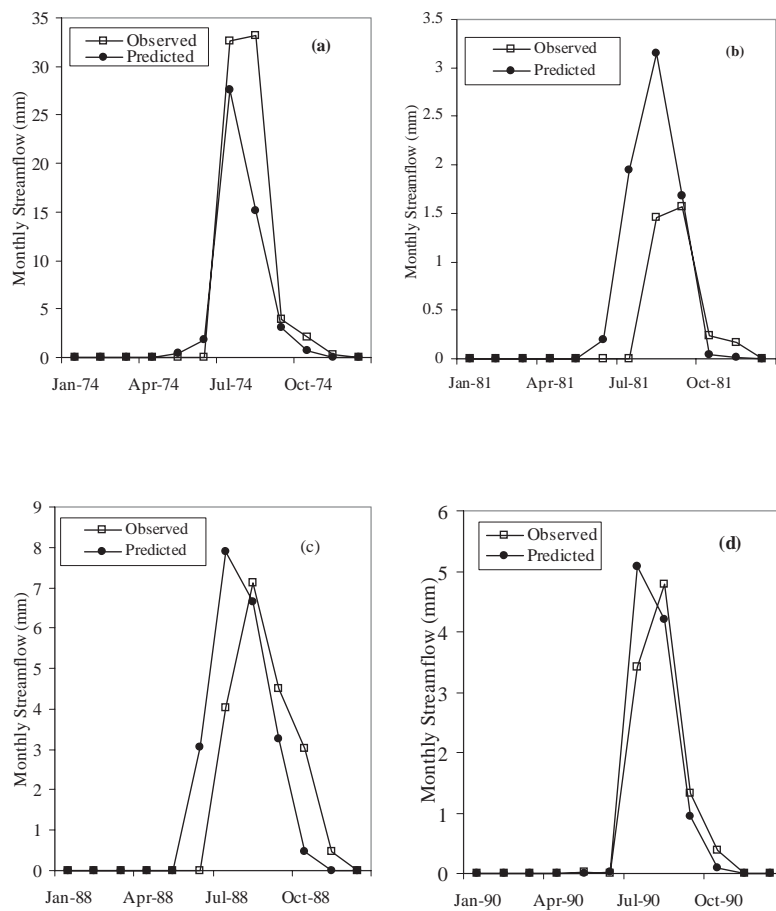 Monthly Streamflow (mm)
35
30
25
20
15
10
5
0
Observed
Predicted
(a)
Jan-74 Apr-74 Jul-74 Oct-74
Monthly Streamflow (mm)
3.5
3
2.5
2
1.5
1
0.5
0
Observed
Predicted
(b)
Jan-81 Apr-81 Jul-81 Oct-81
Monthly Streamflow (mm)
9
8
7
6
5
4
3
2
1
0
Observed
Predicted
(c)
Jan-88 Apr-88 Jul-88 Oct-88
Monthly Streamflow (mm)
6
5
4
3
2
1
0
Observed
Predicted
(d)
Jan-90 Apr-90 Jul-90 Oct-90